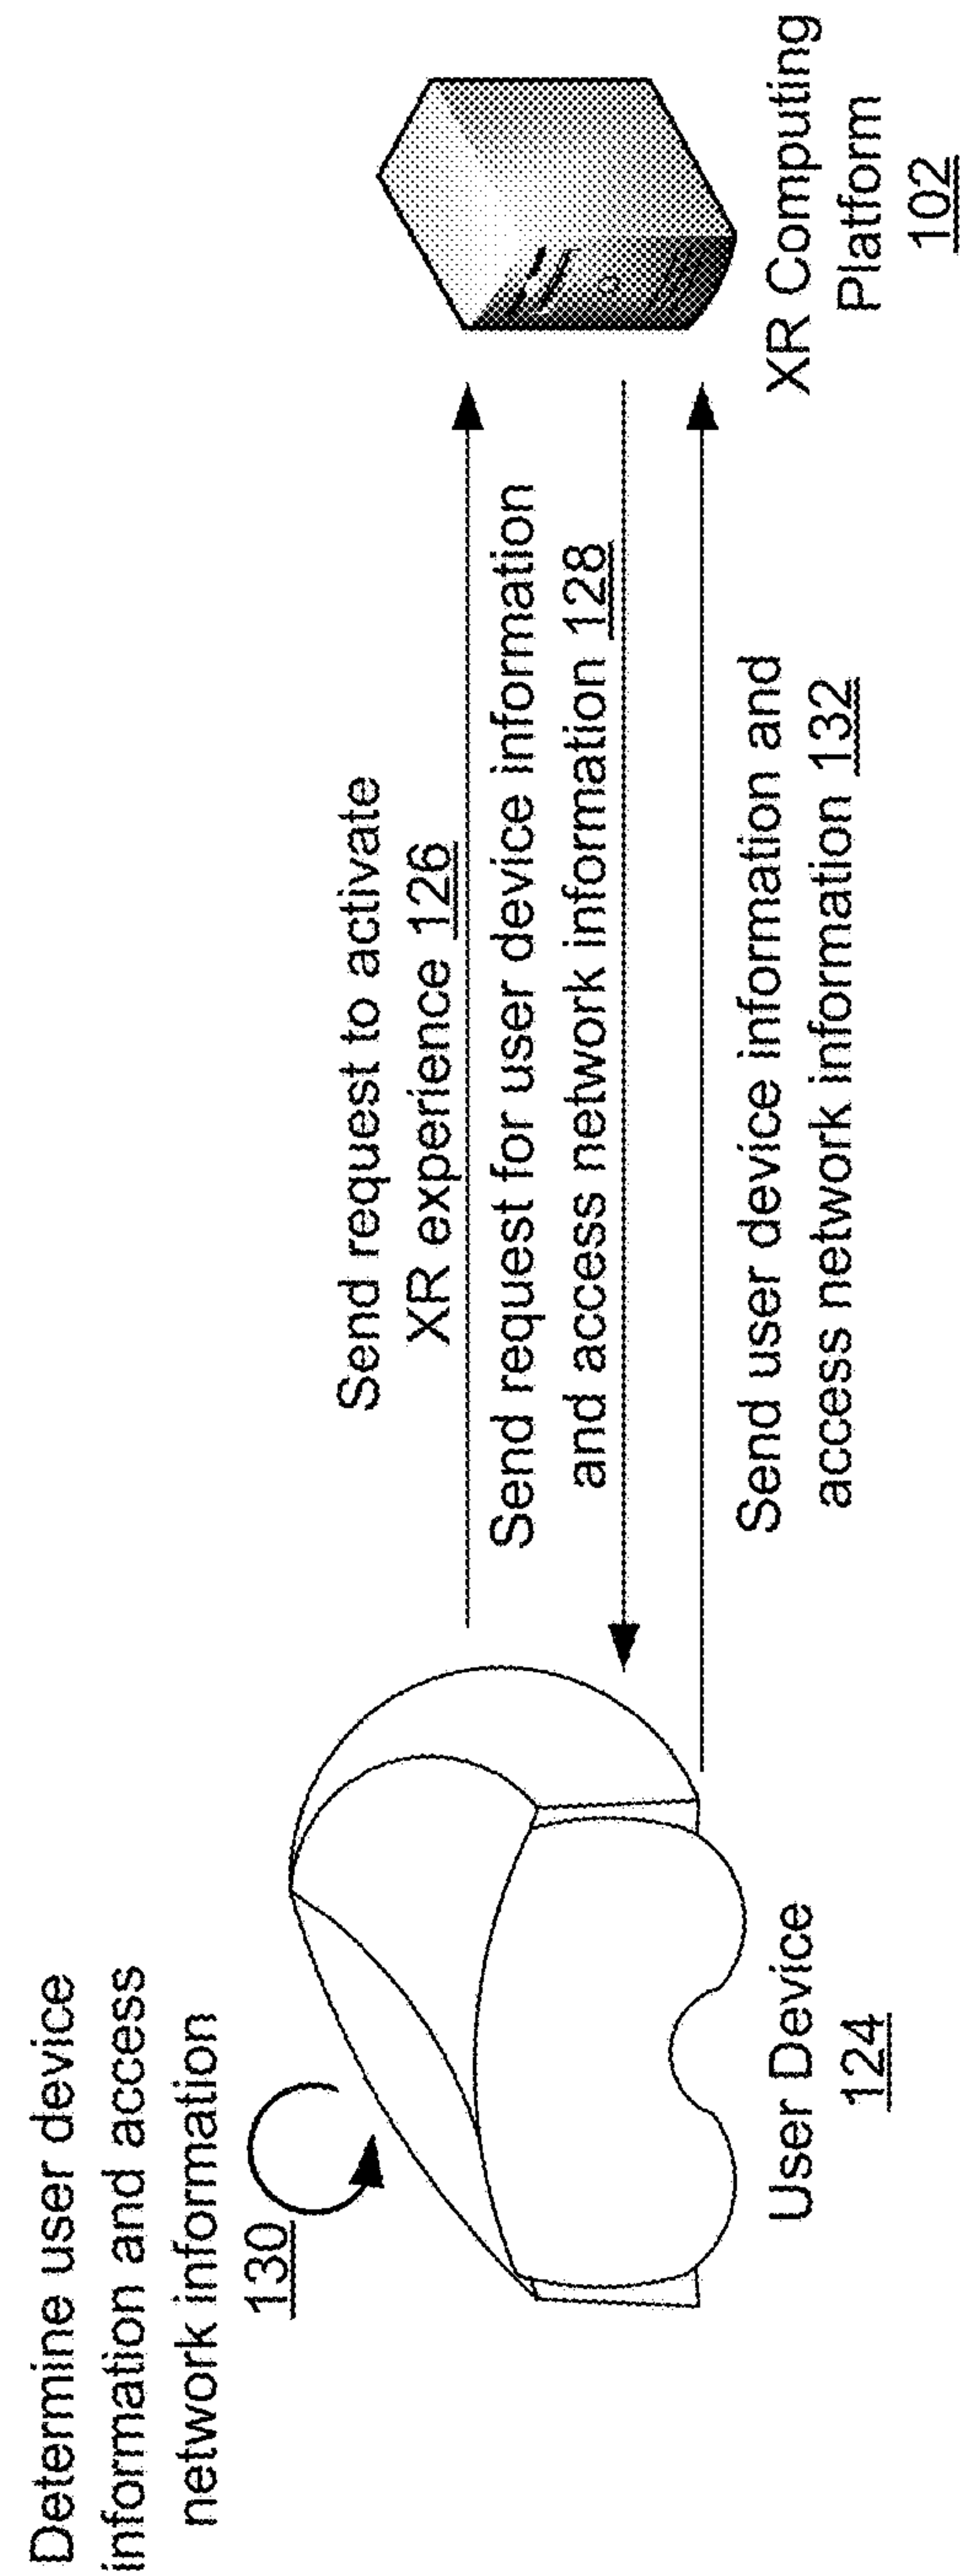 Determine user device
information and access
network information
130
Send request to activate
XR experience 126
Send request for user device information
and access network information 128
Send user device information and
access network information 132
User Device
124
XR Computing
Platform
102